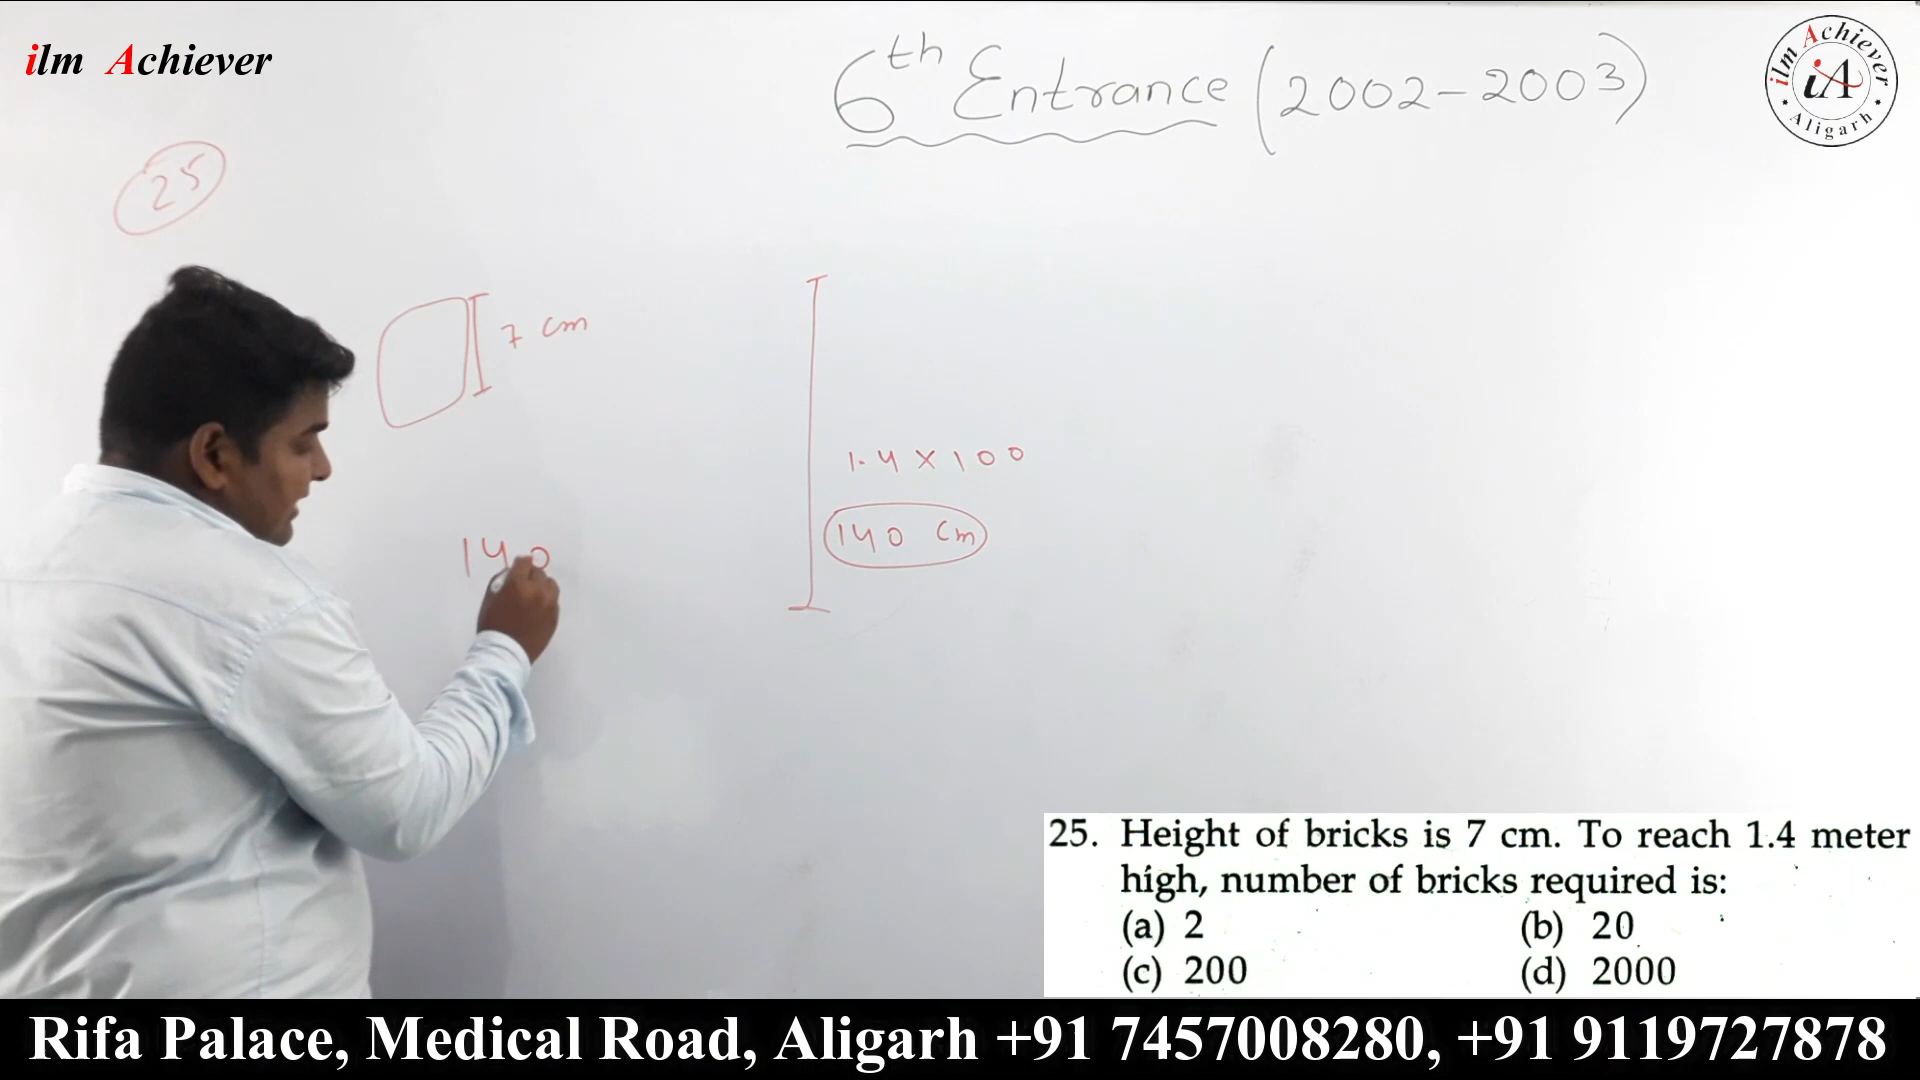 ilm Achiever
6th Entrance (2002-2003)
ilm Achiever
iA
Aligarh
25
7 cm
1.4 × 100
140 cm
140
25. Height of bricks is 7 cm. To reach 1.4 meter
high, number of bricks required is:
(a) 2 (b) 20
(c) 200 (d) 2000
Rifa Palace, Medical Road, Aligarh +91 7457008280, +91 9119727878